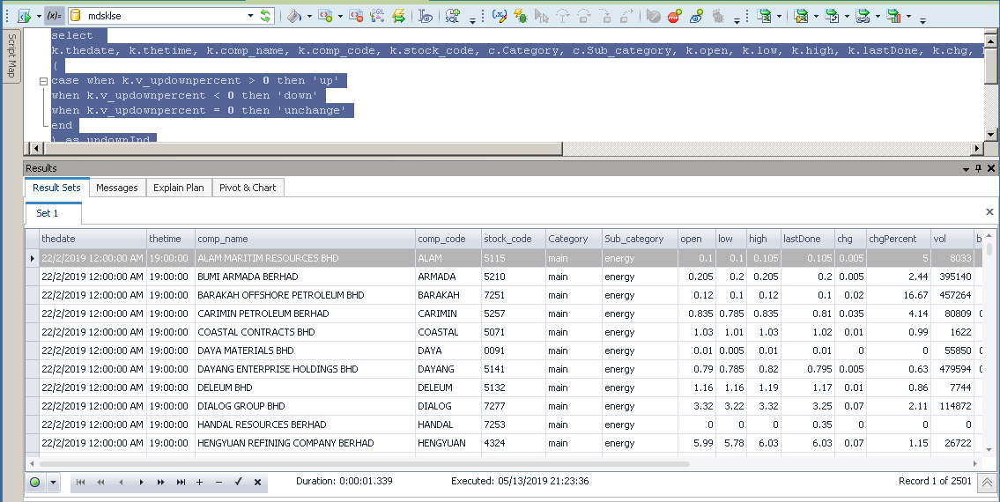 (x)= mdsklse
Script Map
select
k.thedate, k.thetime, k.comp_name, k.comp_code, k.stock_code, c.Category, c.Sub_category, k.open, k.low, k.high, k.lastDone, k.chg,
(
case when k.v_updownpercent > 0 then 'up'
when k.v_updownpercent < 0 then 'down'
when k.v_updownpercent = 0 then 'unchange'
end
) as updownInd
Results
Result Sets Messages Explain Plan Pivot & Chart
Set 1
thedate thetime comp_name comp_code stock_code Category Sub_category open low high lastDone chg chgPercent vol b
22/2/2019 12:00:00 AM 19:00:00 ALAM MARITIM RESOURCES BHD ALAM 5115 main energy 0.1 0.1 0.105 0.105 0.005 5 8033
22/2/2019 12:00:00 AM 19:00:00 BUMI ARMADA BERHAD ARMADA 5210 main energy 0.205 0.2 0.205 0.2 0.005 2.44 395140
22/2/2019 12:00:00 AM 19:00:00 BARAKAH OFFSHORE PETROLEUM BHD BARAKAH 7251 main energy 0.12 0.1 0.12 0.1 0.02 16.67 457264
22/2/2019 12:00:00 AM 19:00:00 CARIMIN PETROLEUM BERHAD CARIMIN 5257 main energy 0.835 0.785 0.835 0.81 0.035 4.14 80809
22/2/2019 12:00:00 AM 19:00:00 COASTAL CONTRACTS BHD COASTAL 5071 main energy 1.03 1.01 1.03 1.02 0.01 0.99 1622
22/2/2019 12:00:00 AM 19:00:00 DAYA MATERIALS BHD DAYA 0091 main energy 0.01 0.005 0.01 0.01 0 0 55850
22/2/2019 12:00:00 AM 19:00:00 DAYANG ENTERPRISE HOLDINGS BHD DAYANG 5141 main energy 0.79 0.785 0.82 0.795 0.005 0.63 479594
22/2/2019 12:00:00 AM 19:00:00 DELEUM BHD DELEUM 5132 main energy 1.16 1.16 1.19 1.17 0.01 0.86 7744
22/2/2019 12:00:00 AM 19:00:00 DIALOG GROUP BHD DIALOG 7277 main energy 3.32 3.22 3.32 3.25 0.07 2.11 114872
22/2/2019 12:00:00 AM 19:00:00 HANDAL RESOURCES BERHAD HANDAL 7253 main energy 0 0 0 0.35 0 0 0
22/2/2019 12:00:00 AM 19:00:00 HENGYUAN REFINING COMPANY BERHAD HENGYUAN 4324 main energy 5.99 5.78 6.03 6.03 0.07 1.15 26722
Duration: 0:00:01.339 Executed: 05/13/2019 21:23:36 Record 1 of 2501